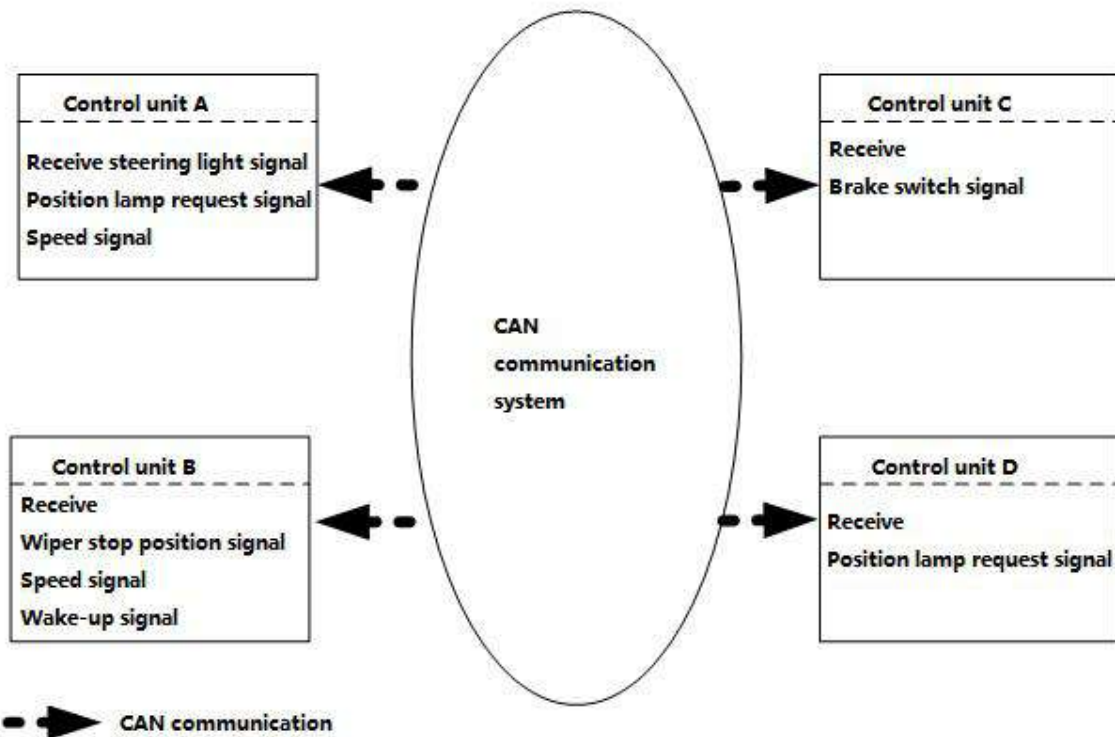 Control unit A
Receive steering light signal
Position lamp request signal
Speed signal
Control unit C
Receive
Brake switch signal
CAN
communication
system
Control unit B
Receive
Wiper stop position signal
Speed signal
Wake-up signal
Control unit D
Receive
Position lamp request signal
CAN communication